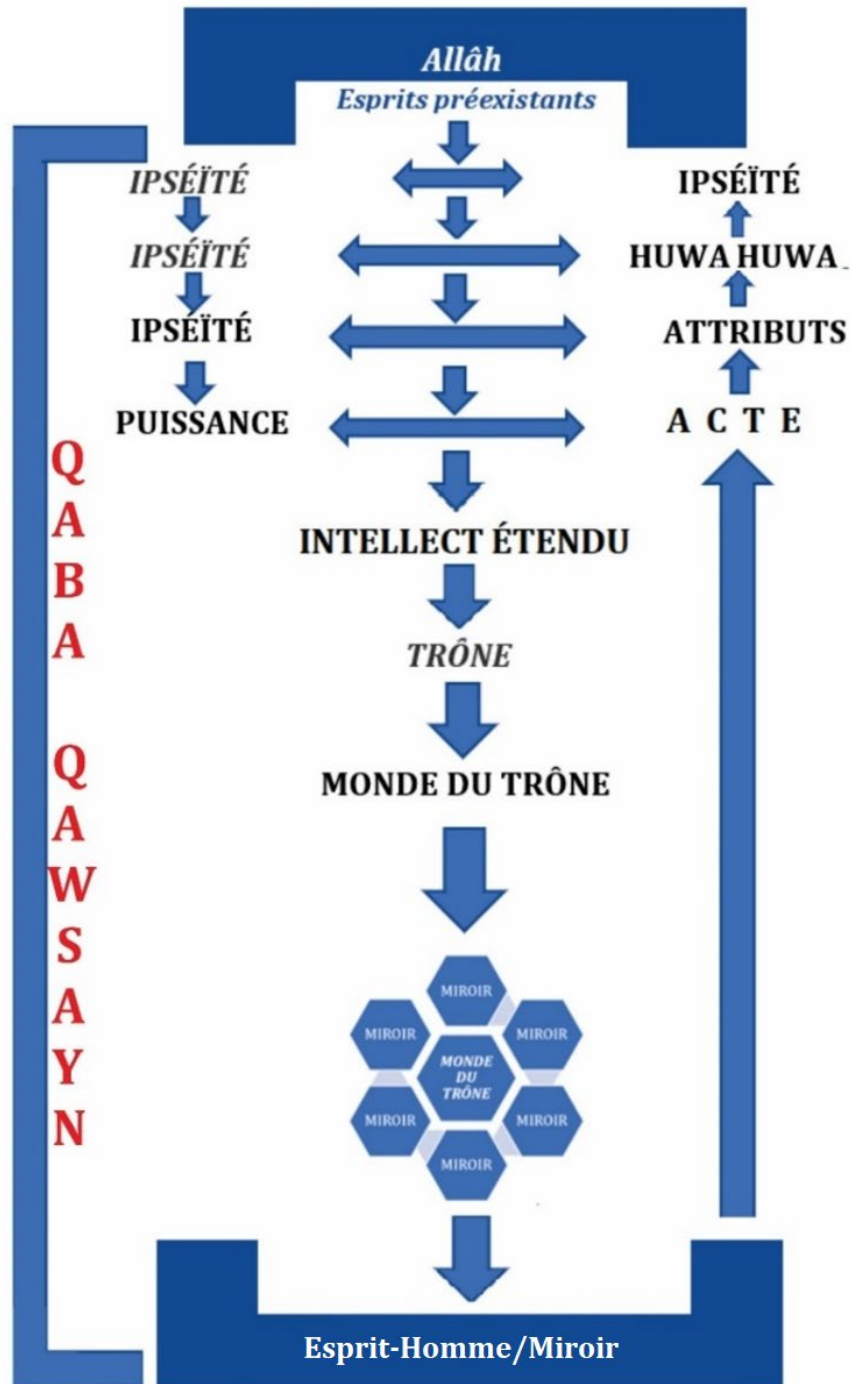 Allâh
Esprits préexistants
IPSÉÏTÉ
IPSÉÏTÉ
IPSÉÏTÉ
PUISSANCE
IPSÉÏTÉ
HUWA HUWA
ATTRIBUTS
A C T E
Q
A
B
A
Q
A
W
S
A
Y
N
INTELLECT ÉTENDU
TRÔNE
MONDE DU TRÔNE
MIROIR
MIROIR
MIROIR
MONDE
DU
TRÔNE
MIROIR
MIROIR
MIROIR
Esprit-Homme/Miroir